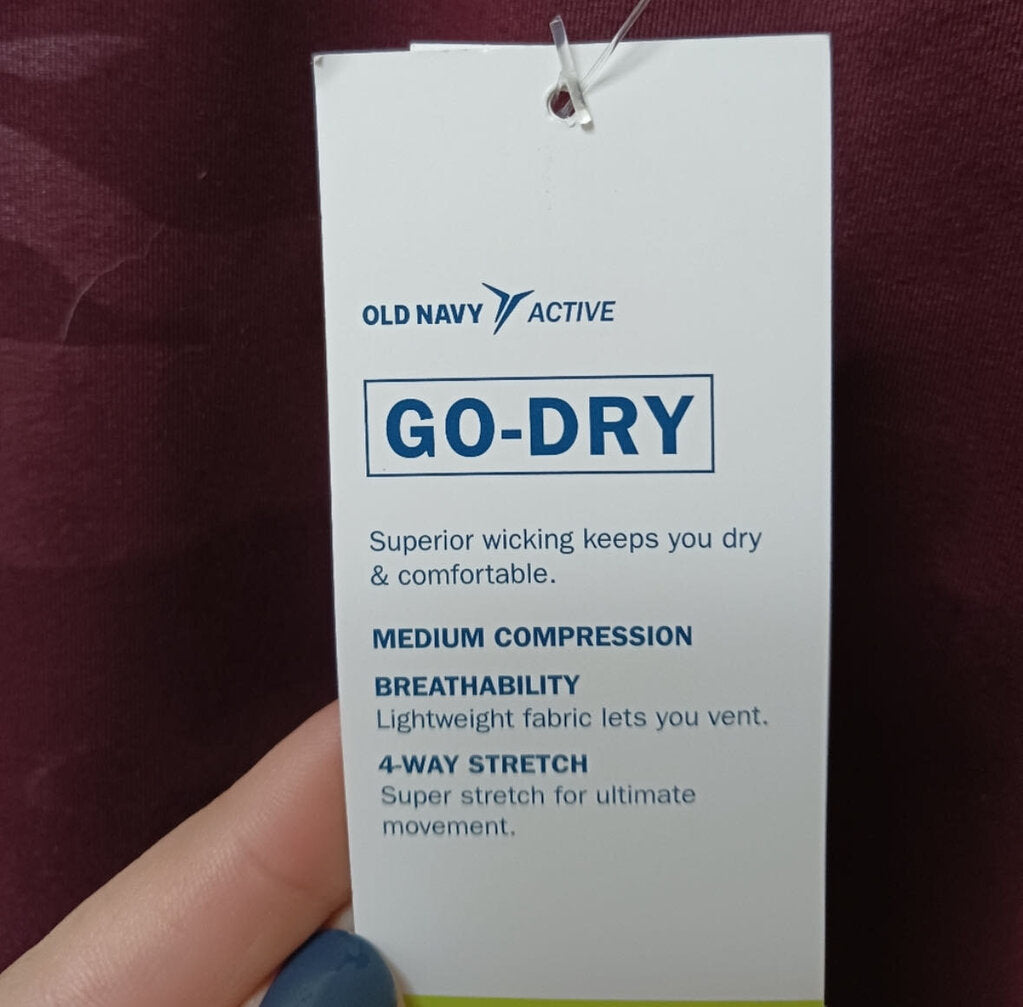 OLD NAVY ACTIVE
GO-DRY
Superior wicking keeps you dry
& comfortable.
MEDIUM COMPRESSION
BREATHABILITY
Lightweight fabric lets you vent.
4-WAY STRETCH
Super stretch for ultimate
movement.